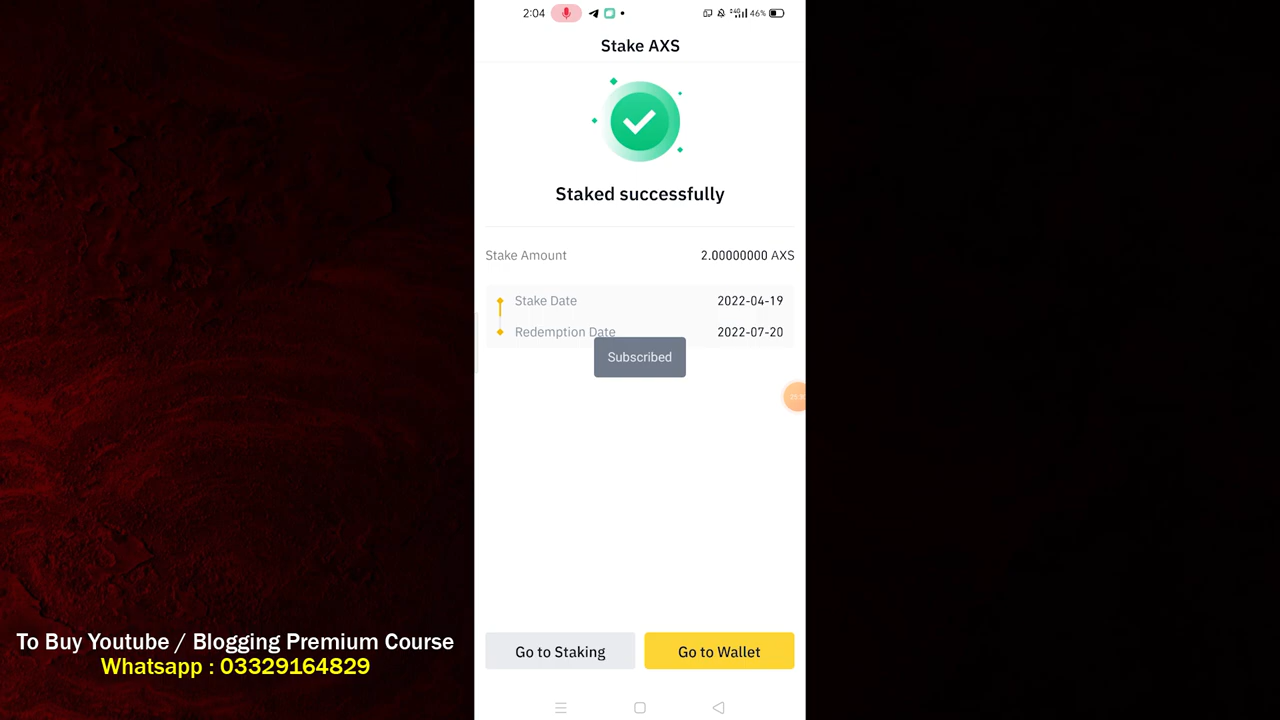 2:04
46%
Stake AXS
Staked successfully
Stake Amount 2.00000000 AXS
Stake Date 2022-04-19
Redemption Date 2022-07-20
Subscribed
Go to Staking Go to Wallet
To Buy Youtube / Blogging Premium Course
Whatsapp : 03329164829